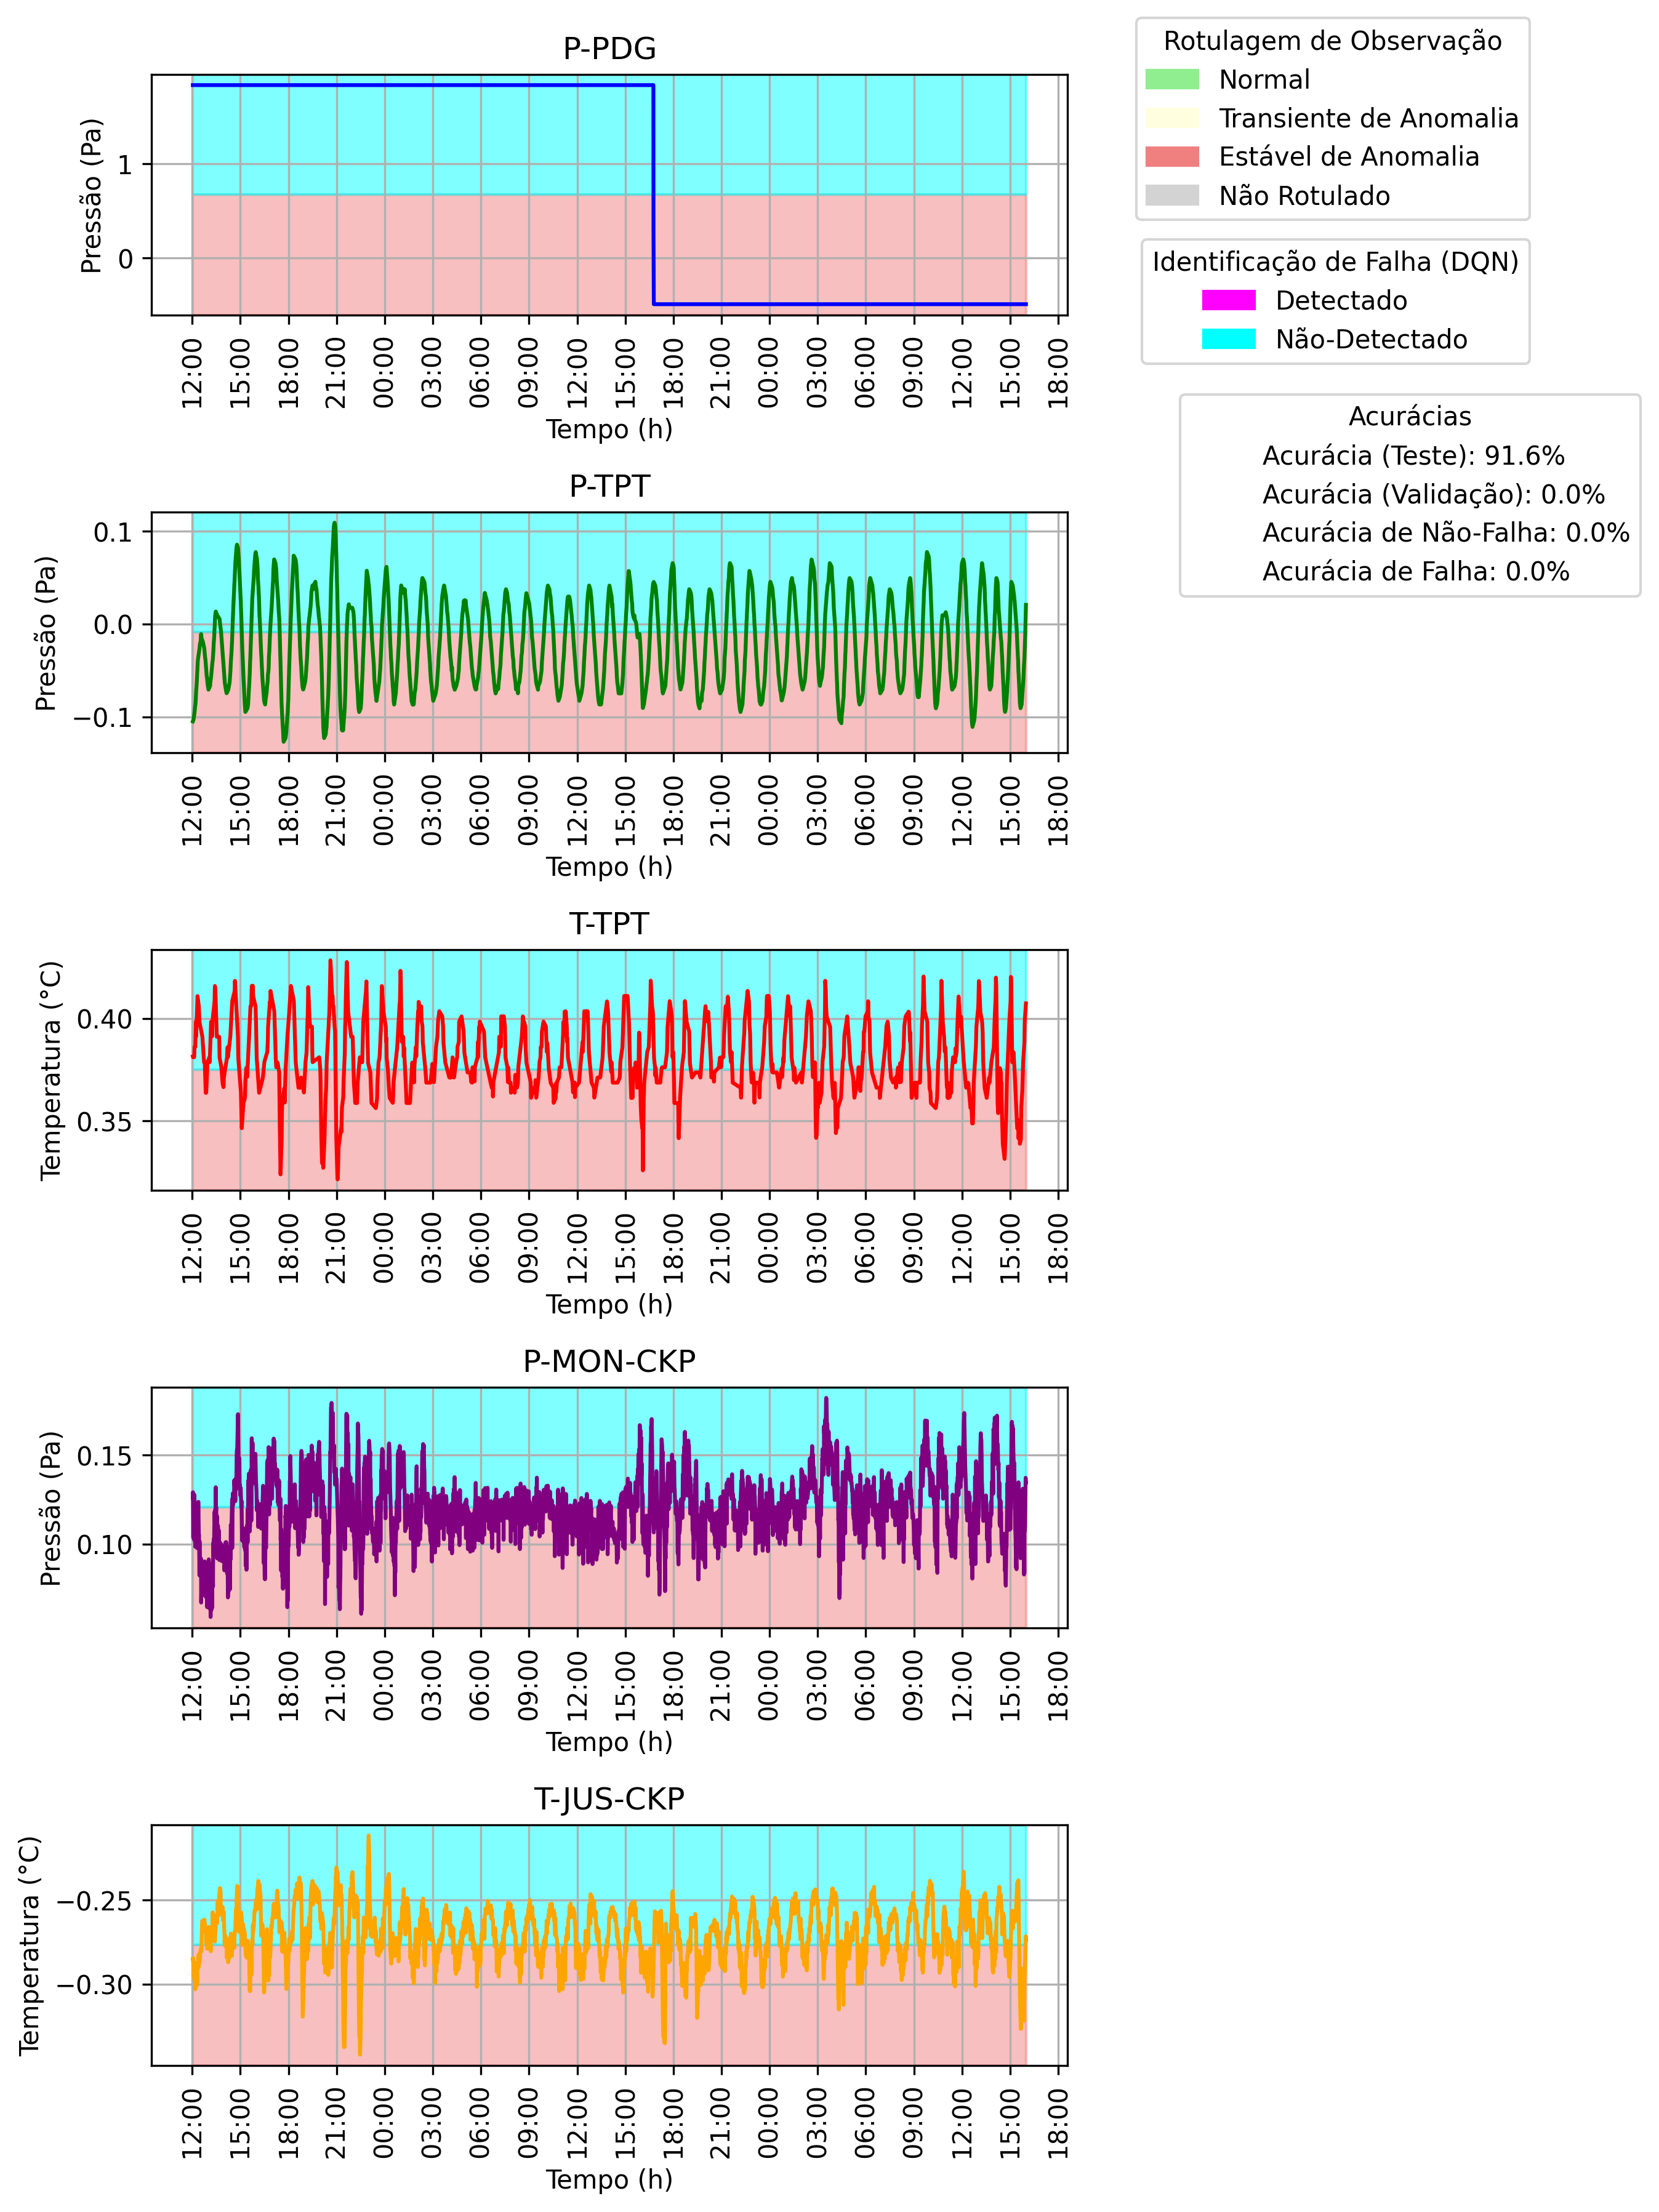 P-PDG
Pressão (Pa)
1
0
12:00 15:00 18:00 21:00 00:00 03:00 06:00 09:00 12:00 15:00 18:00 21:00 00:00 03:00 06:00 09:00 12:00 15:00 18:00
Tempo (h)
Rotulagem de Observação
Normal
Transiente de Anomalia
Estável de Anomalia
Não Rotulado
Identificação de Falha (DQN)
Detectado
Não-Detectado
Acurácias
Acurácia (Teste): 91.6%
Acurácia (Validação): 0.0%
Acurácia de Não-Falha: 0.0%
Acurácia de Falha: 0.0%
P-TPT
Pressão (Pa)
0.1
0.0
−0.1
12:00 15:00 18:00 21:00 00:00 03:00 06:00 09:00 12:00 15:00 18:00 21:00 00:00 03:00 06:00 09:00 12:00 15:00 18:00
Tempo (h)
T-TPT
Temperatura (°C)
0.40
0.35
12:00 15:00 18:00 21:00 00:00 03:00 06:00 09:00 12:00 15:00 18:00 21:00 00:00 03:00 06:00 09:00 12:00 15:00 18:00
Tempo (h)
P-MON-CKP
Pressão (Pa)
0.15
0.10
12:00 15:00 18:00 21:00 00:00 03:00 06:00 09:00 12:00 15:00 18:00 21:00 00:00 03:00 06:00 09:00 12:00 15:00 18:00
Tempo (h)
T-JUS-CKP
Temperatura (°C)
−0.25
−0.30
12:00 15:00 18:00 21:00 00:00 03:00 06:00 09:00 12:00 15:00 18:00 21:00 00:00 03:00 06:00 09:00 12:00 15:00 18:00
Tempo (h)